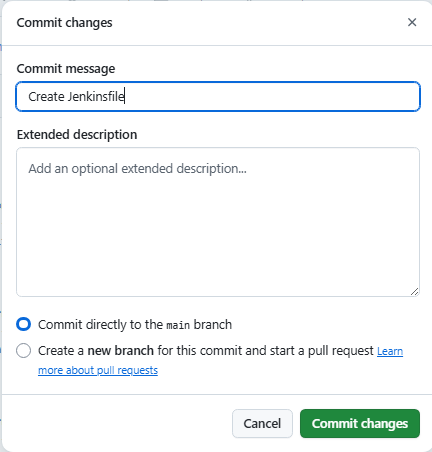 Commit changes
Commit message
Create Jenkinsfile
Extended description
Add an optional extended description...
Commit directly to the main branch
Create a new branch for this commit and start a pull request Learn
more about pull requests
Cancel
Commit changes